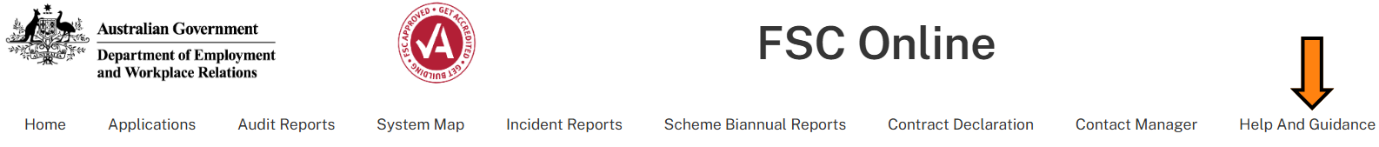 Australian Government
Department of Employment
and Workplace Relations
FSC APPROVED • GET ACCREDITED • GET BUILDING •
FSC Online
Home Applications Audit Reports System Map Incident Reports Scheme Biannual Reports Contract Declaration Contact Manager Help And Guidance